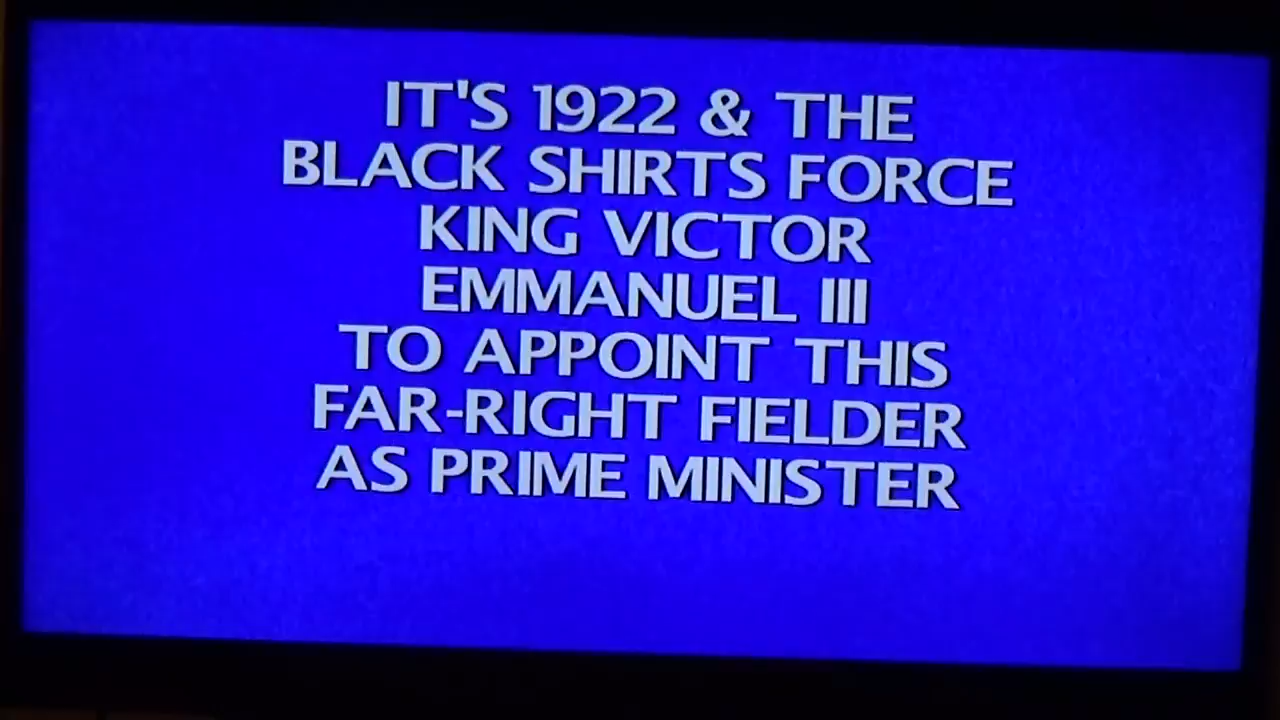 IT'S 1922 & THE
BLACK SHIRTS FORCE
KING VICTOR
EMMANUEL III
TO APPOINT THIS
FAR-RIGHT FIELDER
AS PRIME MINISTER